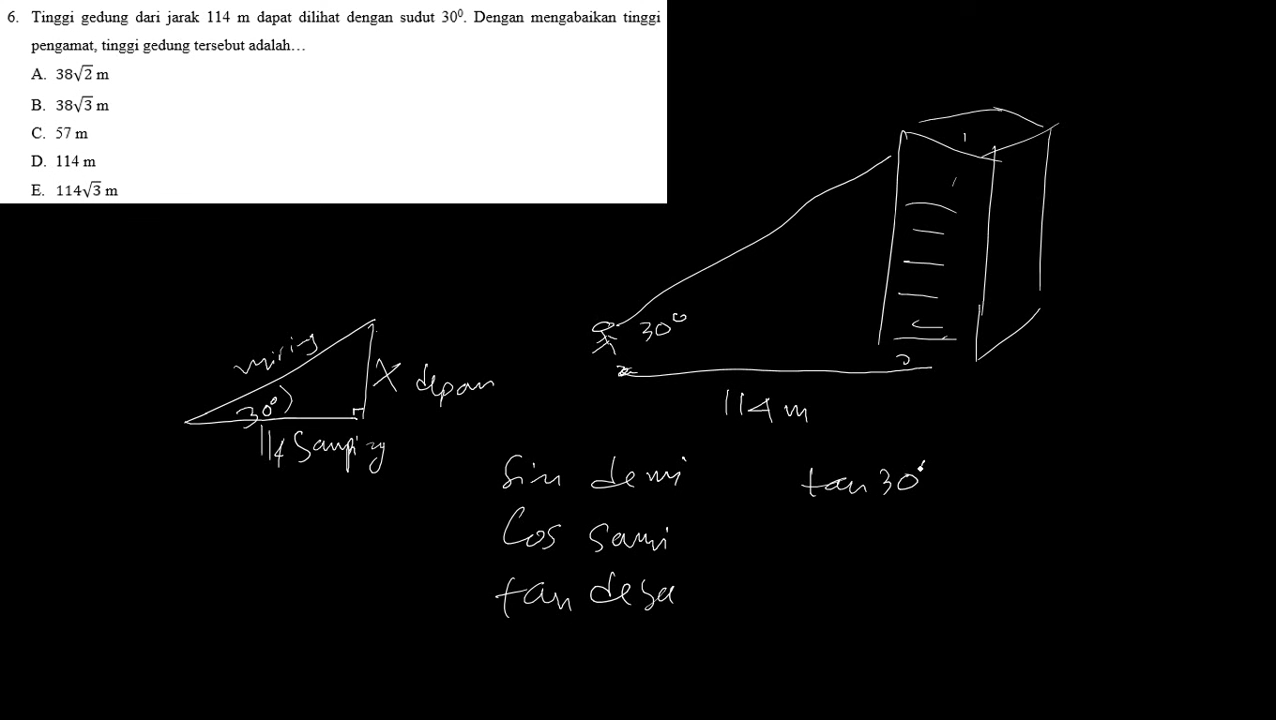 6. Tinggi gedung dari jarak 114 m dapat dilihat dengan sudut 30⁰. Dengan mengabaikan tinggi
pengamat, tinggi gedung tersebut adalah…
A. 38√2 m
B. 38√3 m
C. 57 m
D. 114 m
E. 114√3 m
30°
miring
X depan
30°
114 Samping
114 m
Sin demi
tan 30°
Cos sami
tan desa